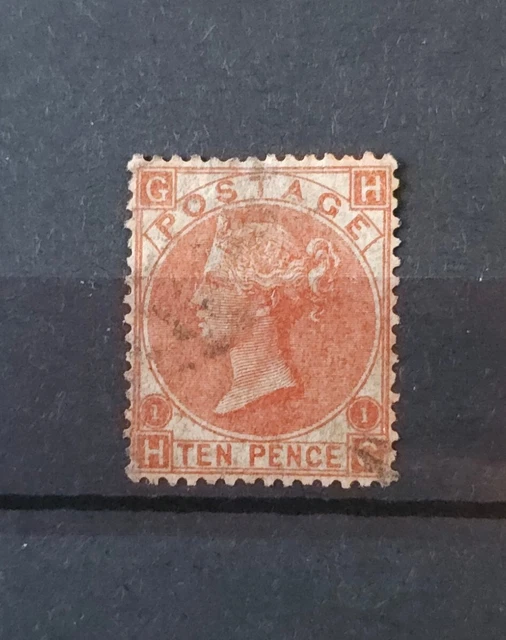 G H
POSTAGE
1 1
H TEN PENCE G